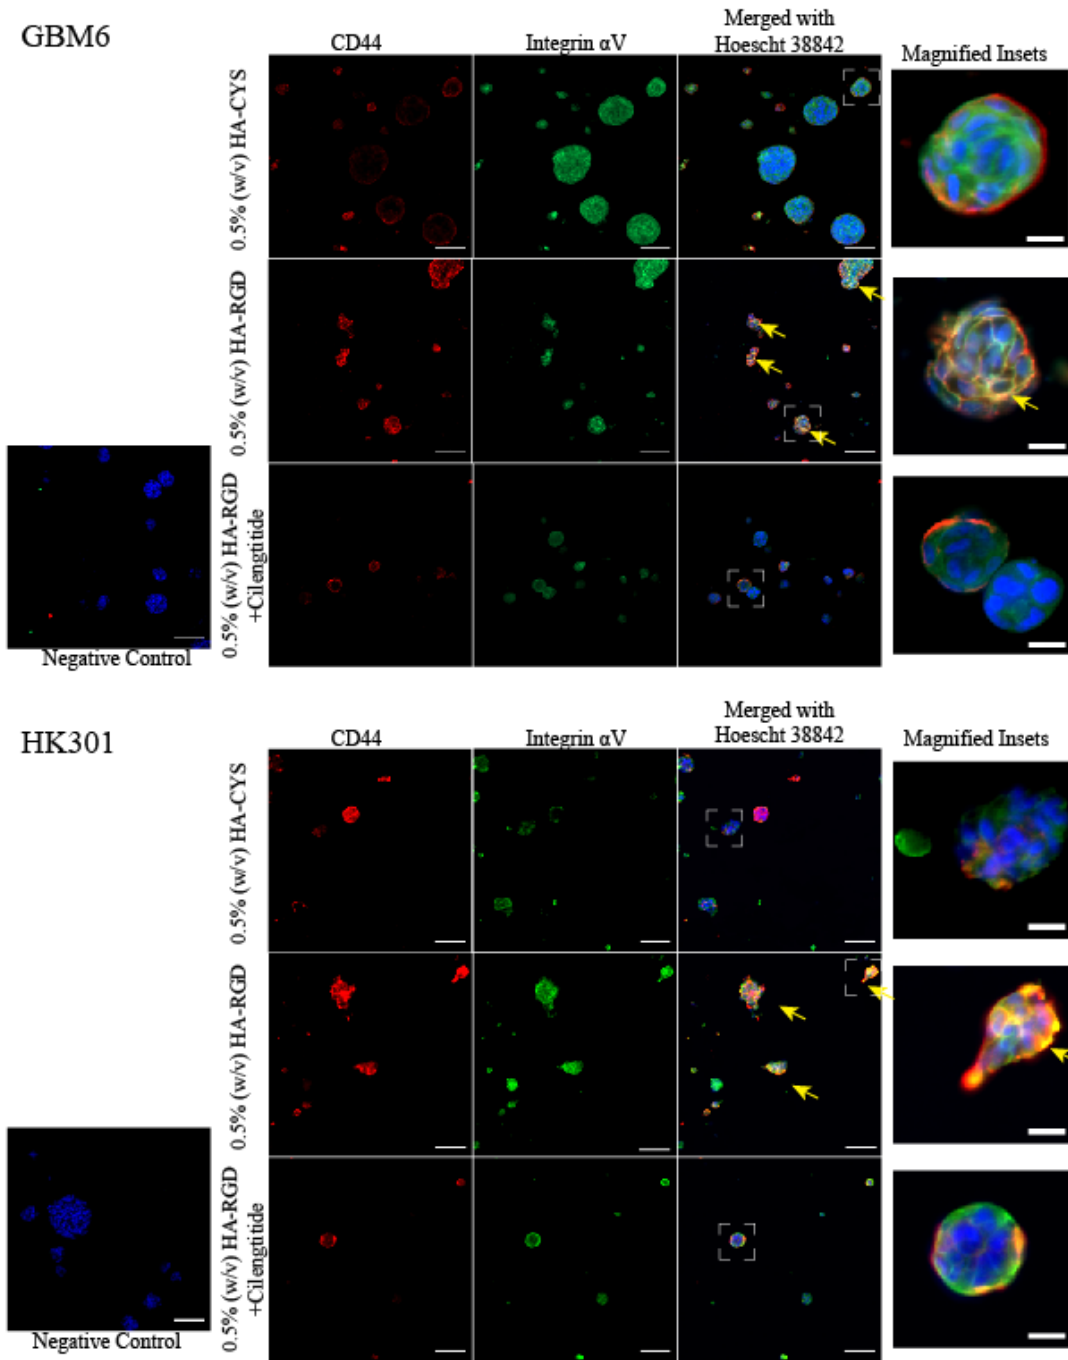 GBM6
CD44
Integrin αV
Merged with
Hoescht 38842
Magnified Insets
0.5% (w/v) HA-CYS
0.5% (w/v) HA-RGD
0.5% (w/v) HA-RGD
+Cilengtitide
Negative Control
HK301
CD44
Integrin αV
Merged with
Hoescht 38842
Magnified Insets
0.5% (w/v) HA-CYS
0.5% (w/v) HA-RGD
0.5% (w/v) HA-RGD
+Cilengtitide
Negative Control